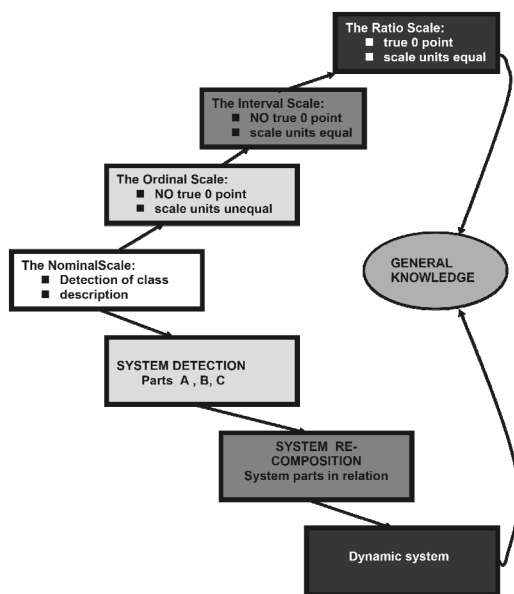 The Ratio Scale:
■ true 0 point
■ scale units equal
The Interval Scale:
■ NO true 0 point
■ scale units equal
The Ordinal Scale:
■ NO true 0 point
■ scale units unequal
The NominalScale:
■ Detection of class
■ description
GENERAL
KNOWLEDGE
SYSTEM DETECTION
Parts A , B, C
SYSTEM RE-
COMPOSITION
System parts in relation
Dynamic system